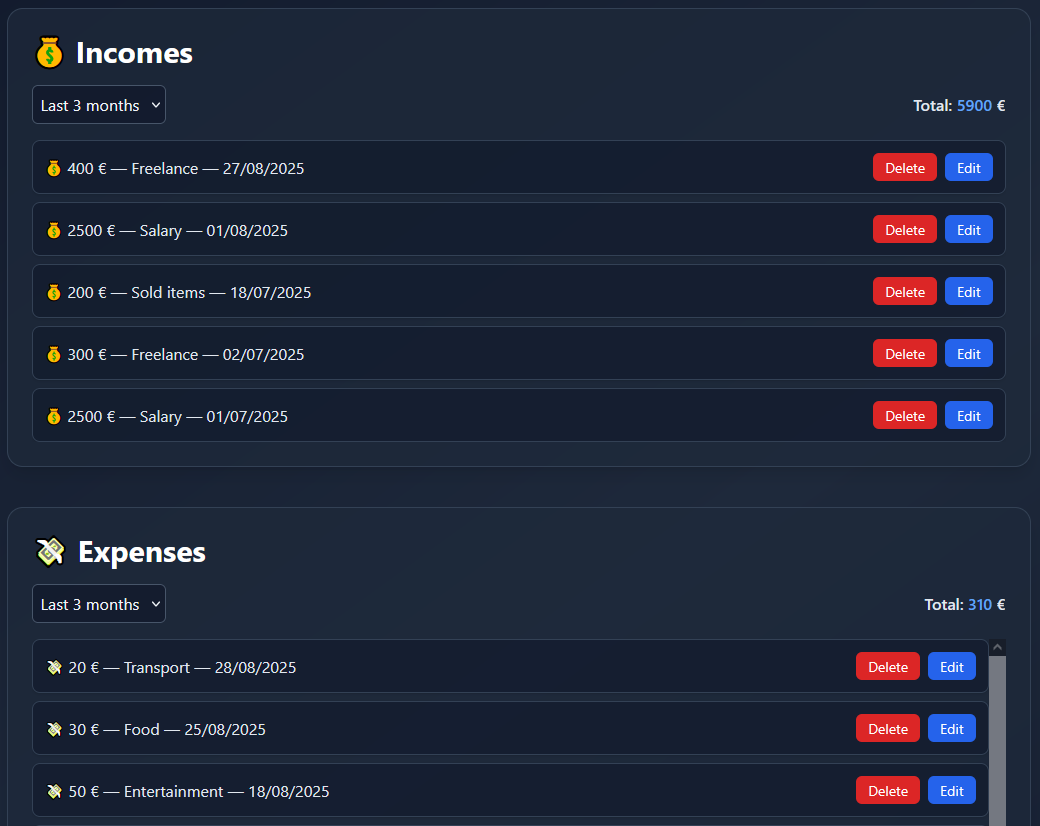 Incomes
Last 3 months
Total: 5900 €
400 € — Freelance — 27/08/2025 Delete Edit
2500 € — Salary — 01/08/2025 Delete Edit
200 € — Sold items — 18/07/2025 Delete Edit
300 € — Freelance — 02/07/2025 Delete Edit
2500 € — Salary — 01/07/2025 Delete Edit
Expenses
Last 3 months
Total: 310 €
20 € — Transport — 28/08/2025 Delete Edit
30 € — Food — 25/08/2025 Delete Edit
50 € — Entertainment — 18/08/2025 Delete Edit